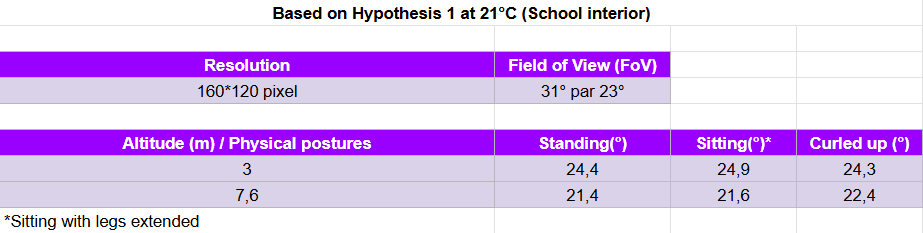 Based on Hypothesis 1 at 21°C (School interior)
Resolution Field of View (FoV)
160*120 pixel 31° par 23°
Altitude (m) / Physical postures Standing(°) Sitting(°)* Curled up (°)
3 24,4 24,9 24,3
7,6 21,4 21,6 22,4
*Sitting with legs extended